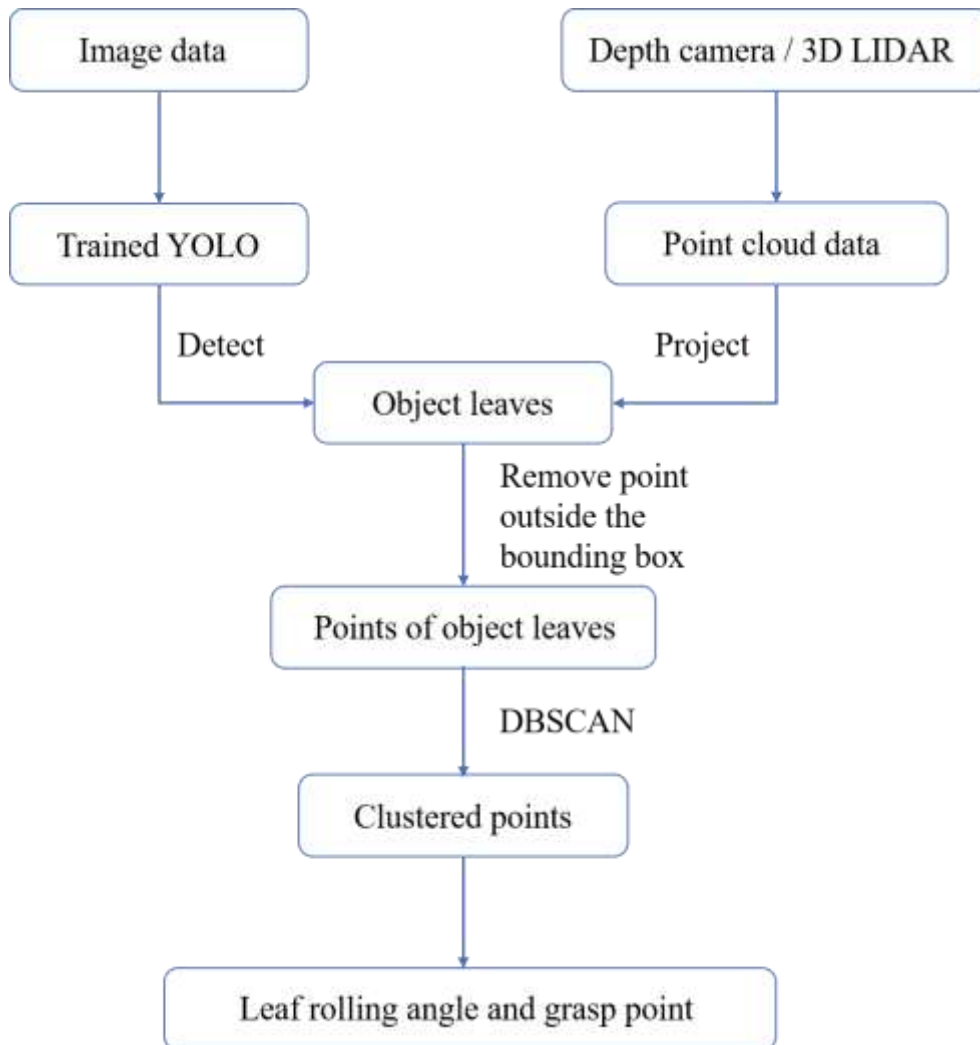 Image data
Depth camera / 3D LIDAR
Trained YOLO
Point cloud data
Detect
Project
Object leaves
Remove point
outside the
bounding box
Points of object leaves
DBSCAN
Clustered points
Leaf rolling angle and grasp point